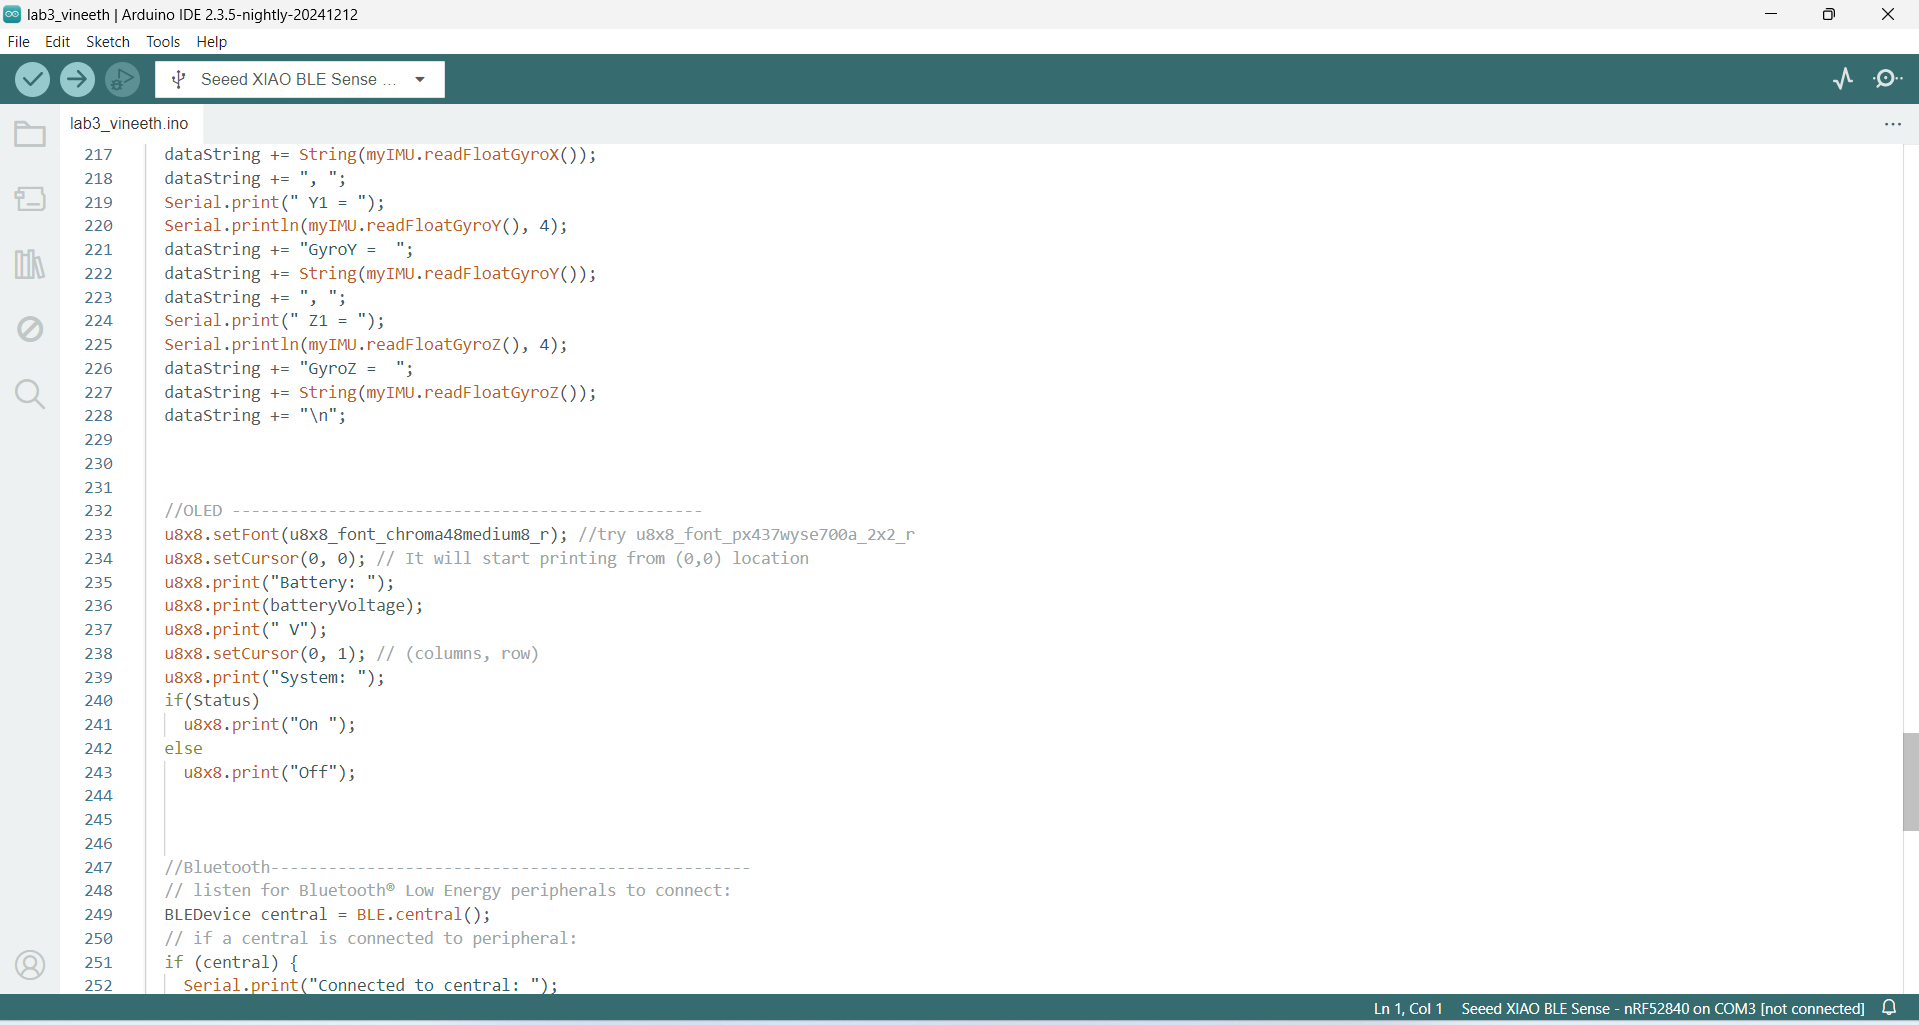 lab3_vineeth | Arduino IDE 2.3.5-nightly-20241212
File Edit Sketch Tools Help
Seeed XIAO BLE Sense ...
lab3_vineeth.ino
217 dataString += String(myIMU.readFloatGyroX());
218 dataString += ", ";
219 Serial.print(" Y1 = ");
220 Serial.println(myIMU.readFloatGyroY(), 4);
221 dataString += "GyroY =  ";
222 dataString += String(myIMU.readFloatGyroY());
223 dataString += ", ";
224 Serial.print(" Z1 = ");
225 Serial.println(myIMU.readFloatGyroZ(), 4);
226 dataString += "GyroZ =  ";
227 dataString += String(myIMU.readFloatGyroZ());
228 dataString += "\n";
229
230
231
232 //OLED -------------------------------------------------
233 u8x8.setFont(u8x8_font_chroma48medium8_r); //try u8x8_font_px437wyse700a_2x2_r
234 u8x8.setCursor(0, 0); // It will start printing from (0,0) location
235 u8x8.print("Battery: ");
236 u8x8.print(batteryVoltage);
237 u8x8.print(" V");
238 u8x8.setCursor(0, 1); // (columns, row)
239 u8x8.print("System: ");
240 if(Status)
241   u8x8.print("On ");
242 else
243   u8x8.print("Off");
244
245
246
247 //Bluetooth--------------------------------------------------
248 // listen for Bluetooth® Low Energy peripherals to connect:
249 BLEDevice central = BLE.central();
250 // if a central is connected to peripheral:
251 if (central) {
252   Serial.print("Connected to central: ");
Ln 1, Col 1 Seeed XIAO BLE Sense - nRF52840 on COM3 [not connected]